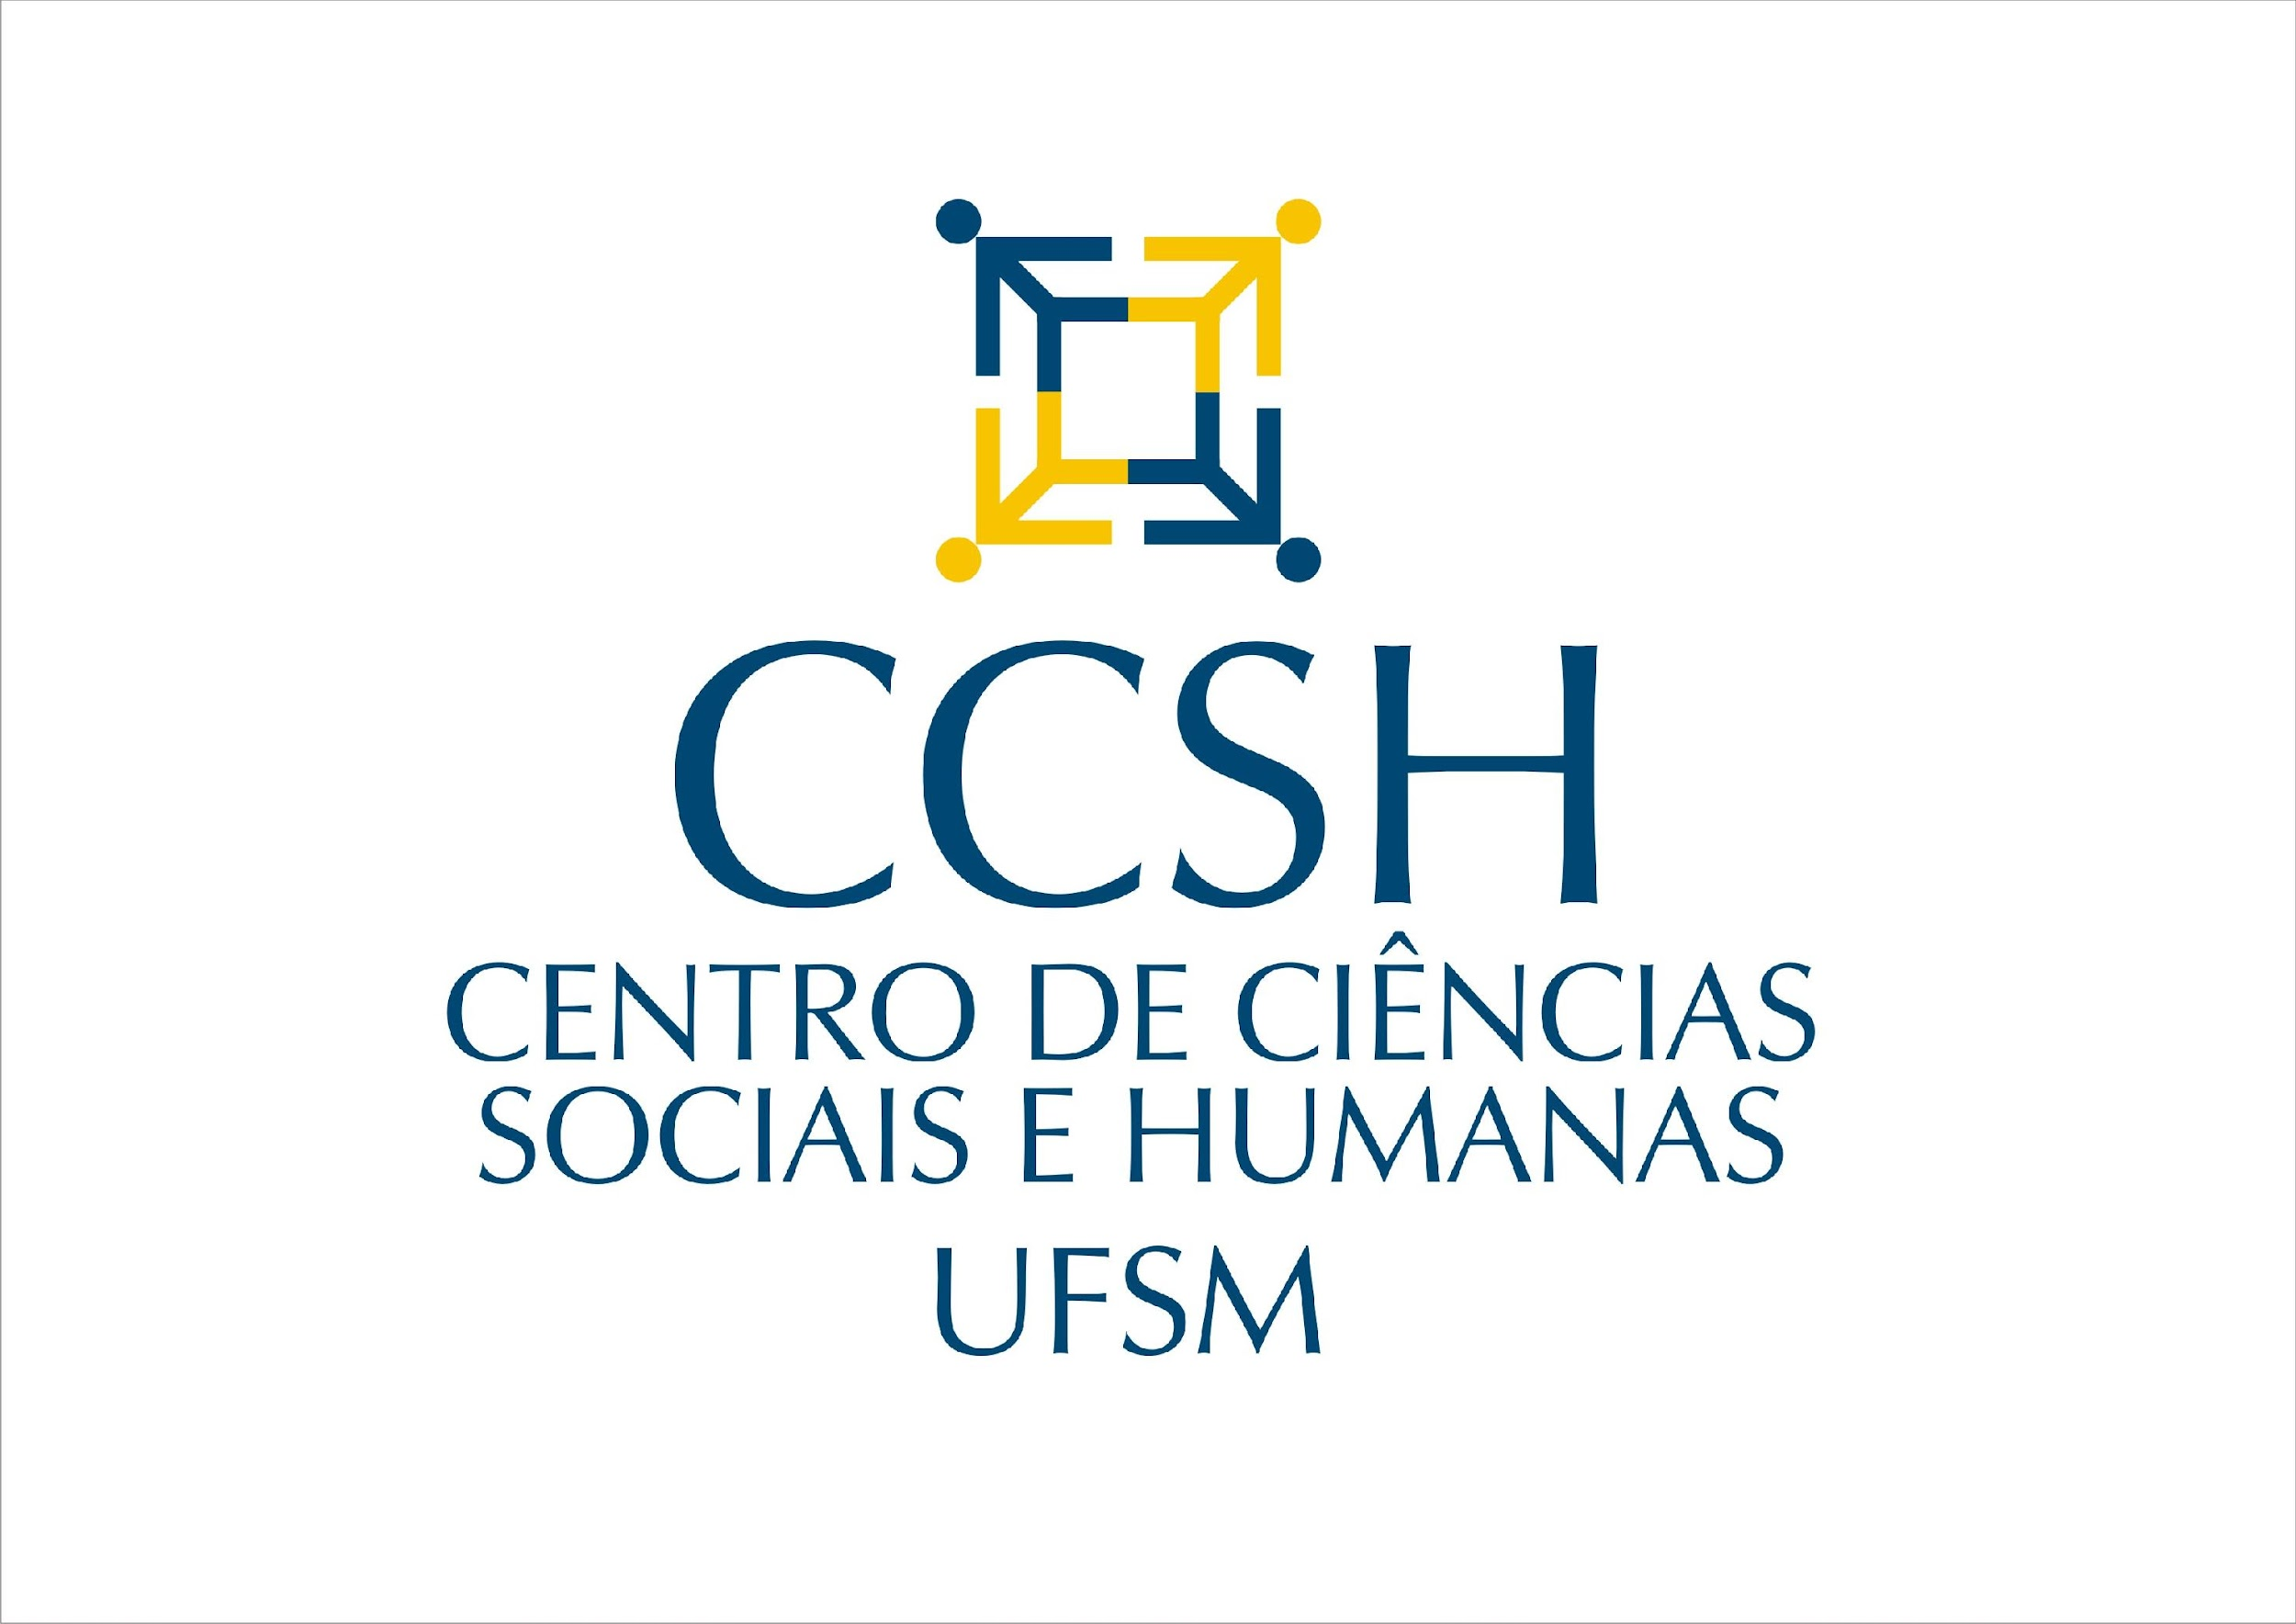 CCSH
CENTRO DE CIÊNCIAS
SOCIAIS E HUMANAS
UFSM